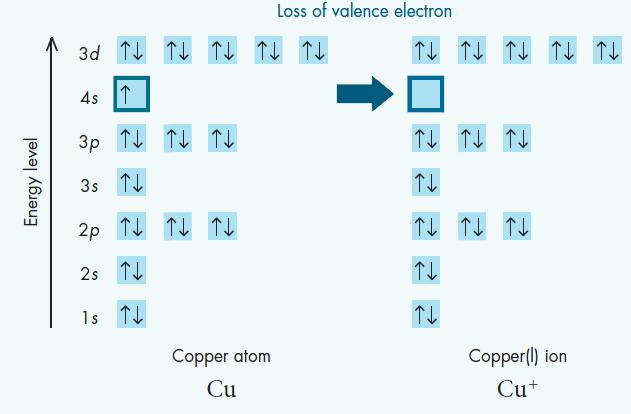 Loss of valence electron
3d ↑↓ ↑↓ ↑↓ ↑↓ ↑↓ ↑↓ ↑↓ ↑↓ ↑↓ ↑↓
4s ↑
3p ↑↓ ↑↓ ↑↓ ↑↓ ↑↓ ↑↓
3s ↑↓ ↑↓
2p ↑↓ ↑↓ ↑↓ ↑↓ ↑↓ ↑↓
2s ↑↓ ↑↓
1s ↑↓ ↑↓
Energy level
Copper atom
Cu
Copper(I) ion
Cu⁺